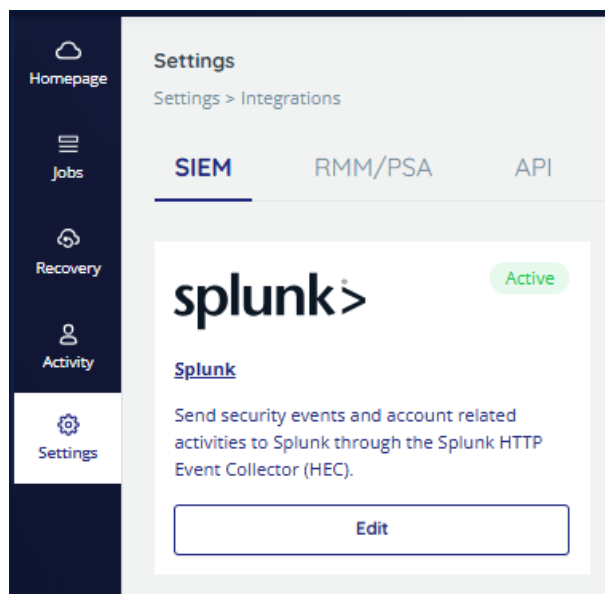 Homepage
Jobs
Recovery
Activity
Settings
Settings
Settings > Integrations
SIEM RMM/PSA API
splunk>
Active
Splunk
Send security events and account related
activities to Splunk through the Splunk HTTP
Event Collector (HEC).
Edit